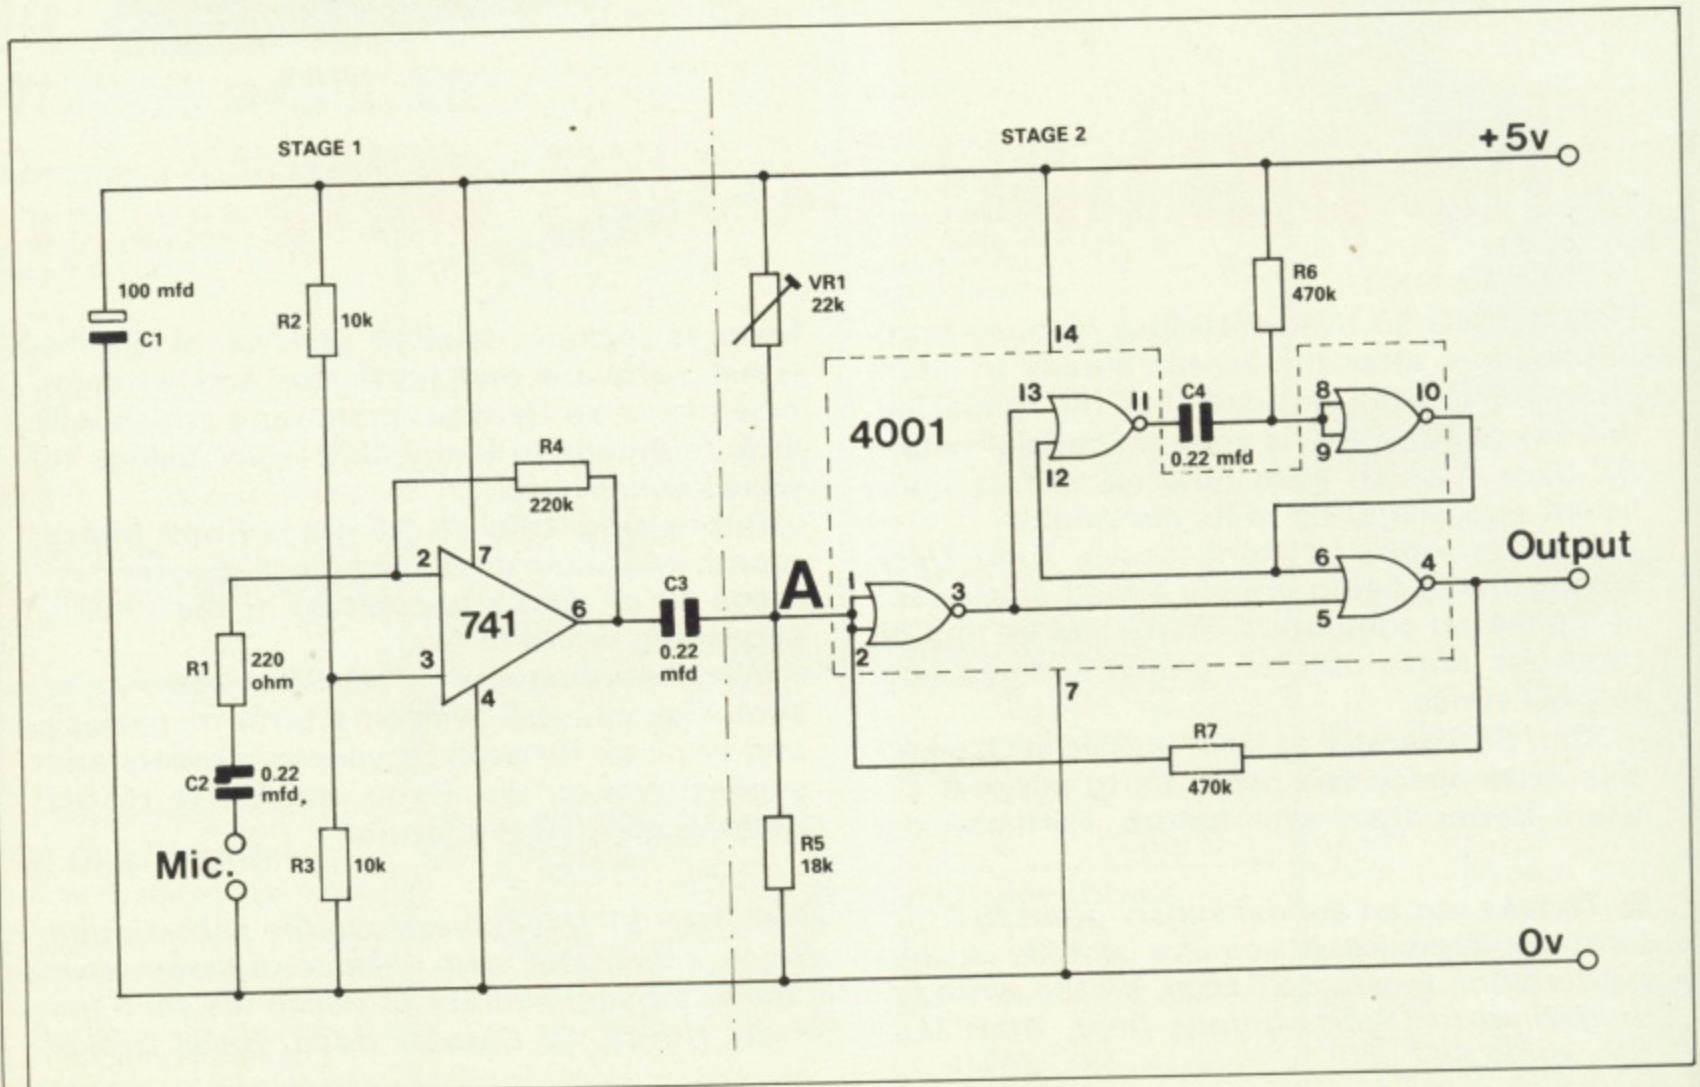 STAGE 1
STAGE 2
+5v
100 mfd
C1
R2
10k
VR1
22k
R6
470k
14
13
11
C4
0.22 mfd
8
10
9
4001
12
R4
220k
2
7
741
6
3
4
C3
0.22
mfd
A
1
3
2
6
4
5
Output
R1
220
ohm
7
R7
470k
C2
0.22
mfd.
Mic.
R3
10k
R5
18k
0v